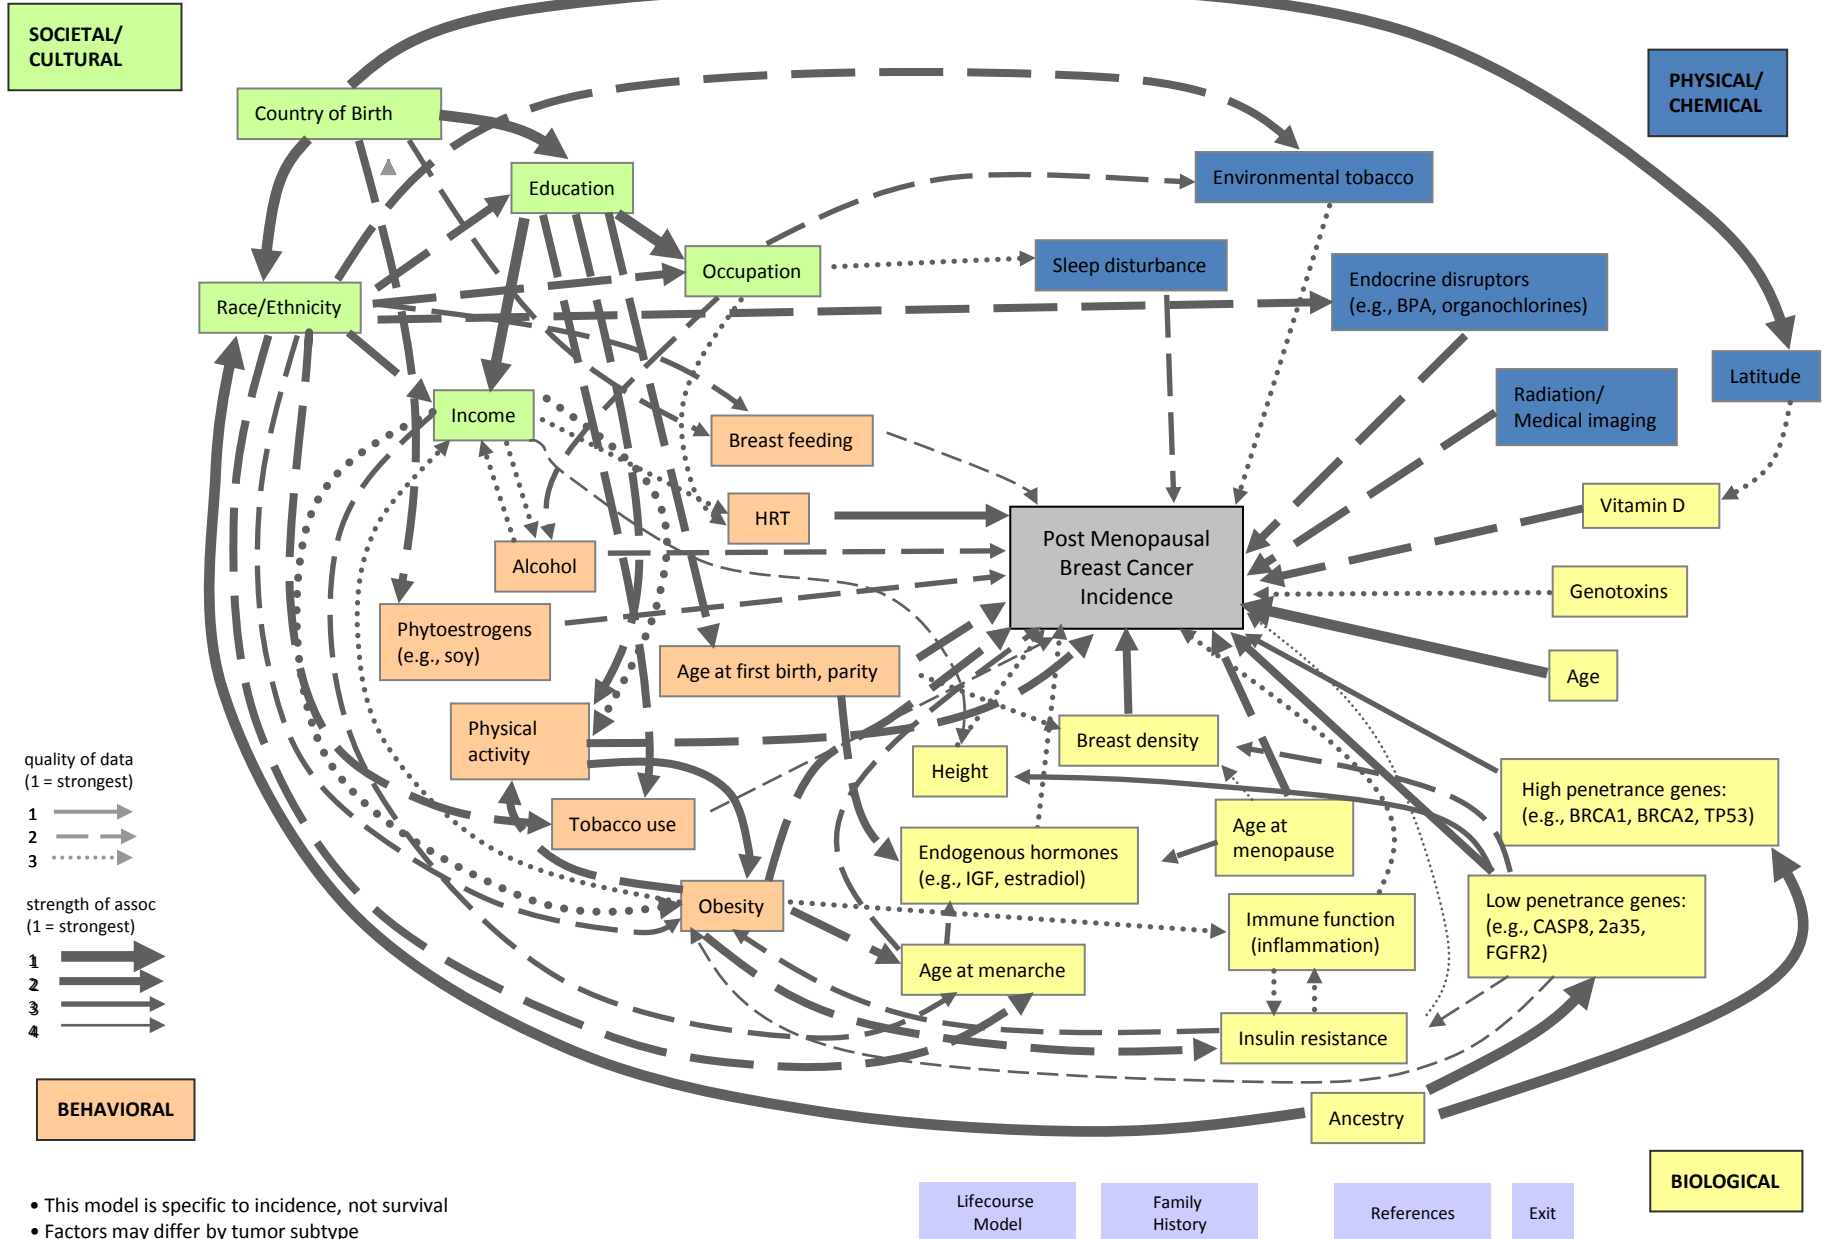 SOCIETAL/
CULTURAL
PHYSICAL/
CHEMICAL
Country of Birth
Education
Environmental tobacco
Occupation
Sleep disturbance
Endocrine disruptors
(e.g., BPA, organochlorines)
Race/Ethnicity
Latitude
Income
Radiation/
Medical imaging
Breast feeding
HRT
Vitamin D
Post Menopausal
Breast Cancer
Incidence
Alcohol
Genotoxins
Phytoestrogens
(e.g., soy)
Age at first birth, parity
Age
Physical
activity
Breast density
Height
quality of data
(1 = strongest)
1
2
3
High penetrance genes:
(e.g., BRCA1, BRCA2, TP53)
Tobacco use
Age at
menopause
Endogenous hormones
(e.g., IGF, estradiol)
Obesity
Immune function
(inflammation)
Low penetrance genes:
(e.g., CASP8, 2a35,
FGFR2)
strength of assoc
(1 = strongest)
1
2
3
4
Age at menarche
Insulin resistance
BEHAVIORAL
Ancestry
BIOLOGICAL
• This model is specific to incidence, not survival
• Factors may differ by tumor subtype
Lifecourse
Model
Family
History
References
Exit